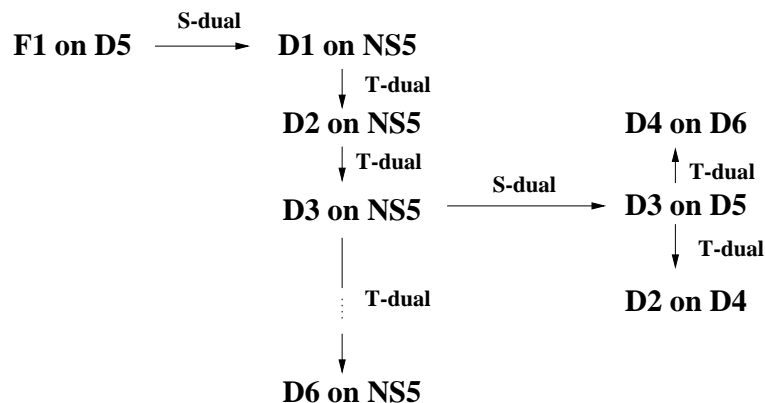 S-dual
F1 on D5
D1 on NS5
T-dual
D2 on NS5
D4 on D6
T-dual
T-dual
S-dual
D3 on NS5
D3 on D5
T-dual
T-dual
D2 on D4
D6 on NS5